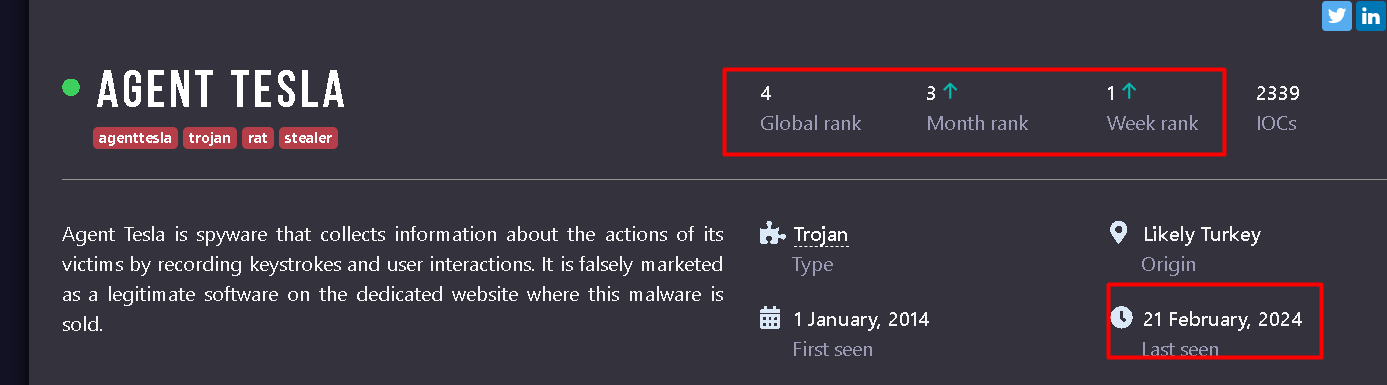 AGENT TESLA
agenttesla trojan rat stealer
4 3 1 2339
Global rank Month rank Week rank IOCs
Agent Tesla is spyware that collects information about the actions of its
victims by recording keystrokes and user interactions. It is falsely marketed
as a legitimate software on the dedicated website where this malware is
sold.
Trojan
Type
Likely Turkey
Origin
1 January, 2014
First seen
21 February, 2024
Last seen